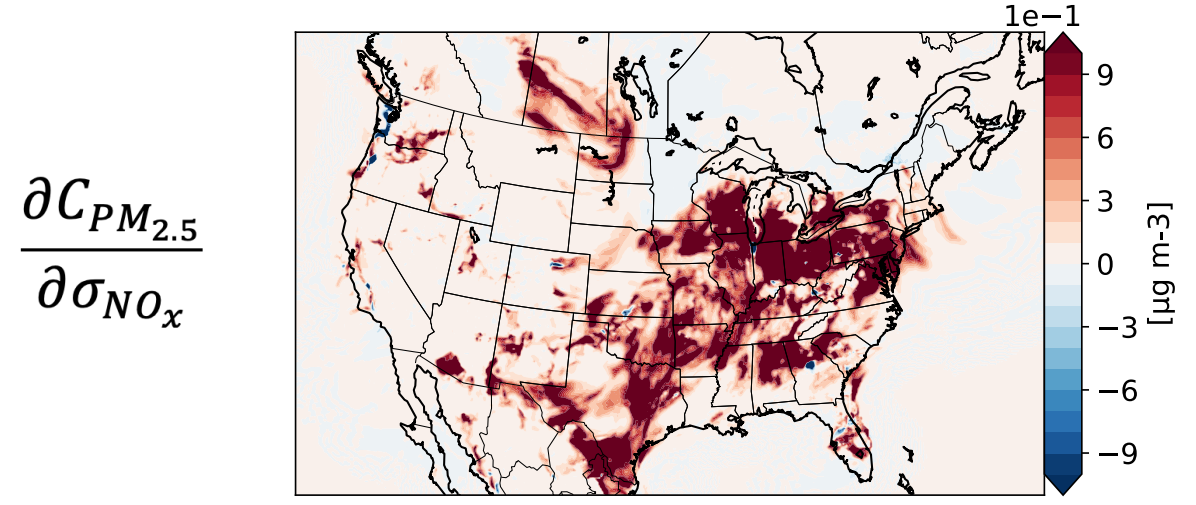 ∂C_{PM_{2.5}}
∂σ_{NO_x}
1e−1
9
6
3
0
−3
−6
−9
[µg m-3]